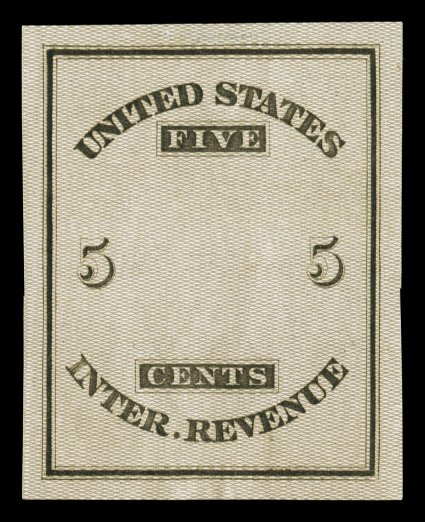 UNITED STATES
FIVE
5 5
CENTS
INTER. REVENUE